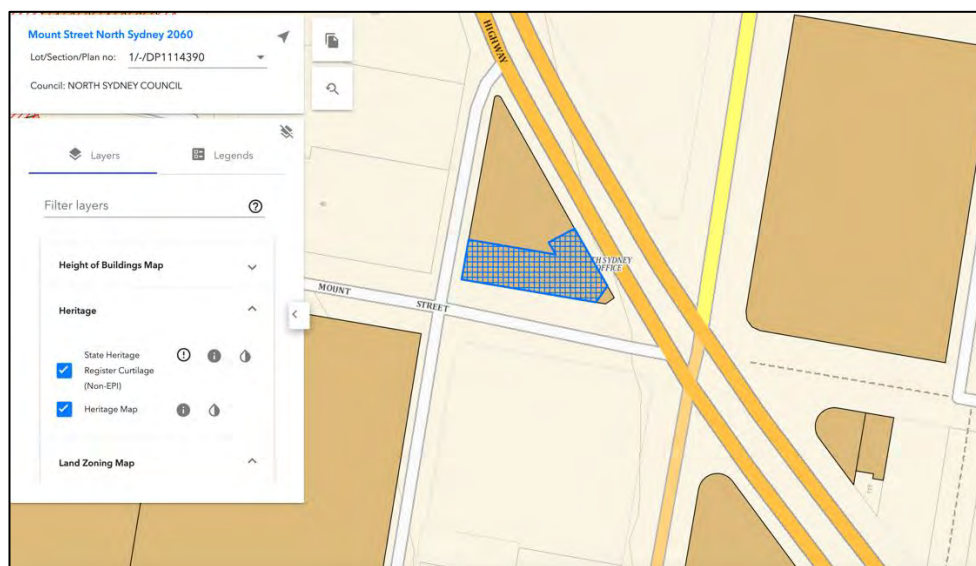 Mount Street North Sydney 2060
Lot/Section/Plan no: 1/-/DP1114390
Council: NORTH SYDNEY COUNCIL
Layers
Legends
Filter layers
Height of Buildings Map
Heritage
State Heritage
Register Curtilage
(Non-EPI)
Heritage Map
Land Zoning Map
HIGHWAY
TH SYDNEY
OFFICE
MOUNT STREET